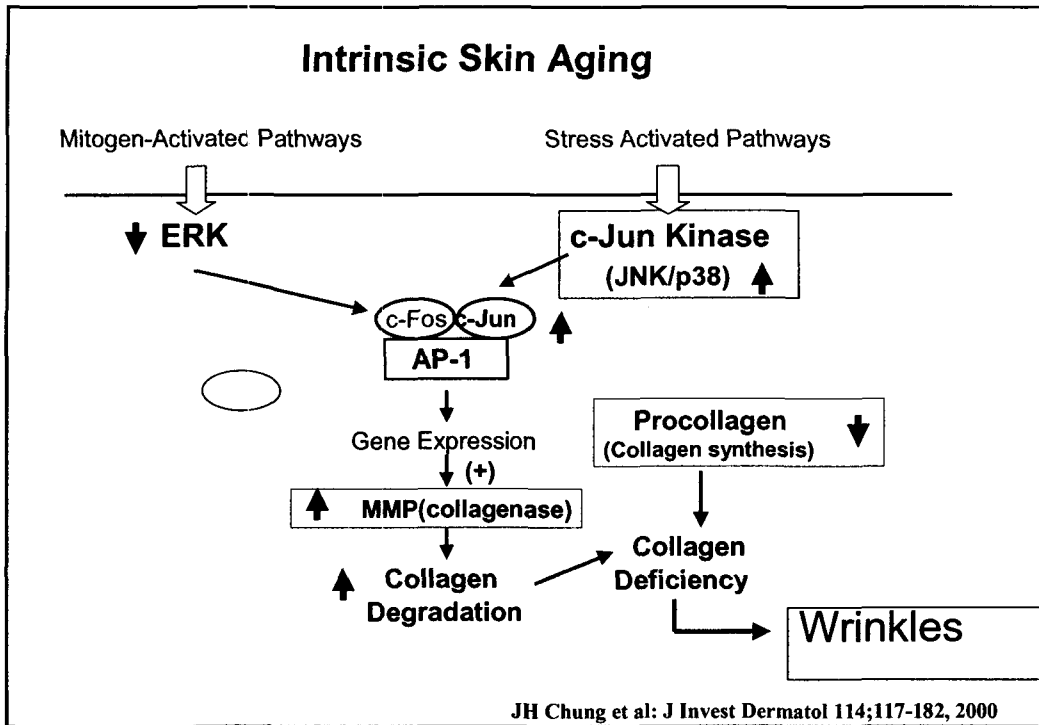 Intrinsic Skin Aging
Mitogen-Activated Pathways
Stress Activated Pathways
ERK
c-Jun Kinase
(JNK/p38)
c-Fos
c-Jun
AP-1
Gene Expression
(+)
MMP(collagenase)
Collagen
Degradation
Procollagen
(Collagen synthesis)
Collagen
Deficiency
Wrinkles
JH Chung et al: J Invest Dermatol 114;117-182, 2000